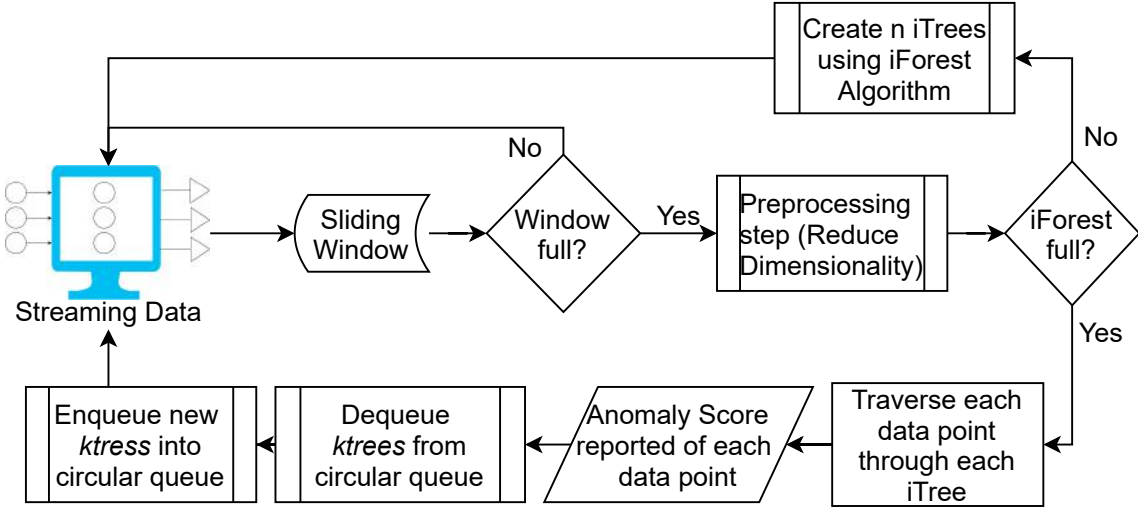 Create n iTrees
using iForest
Algorithm
No
No
Sliding
Window
Window
full?
Yes
Preprocessing
step (Reduce
Dimensionality)
iForest
full?
Streaming Data
Yes
Enqueue new
ktress into
circular queue
Dequeue
ktrees from
circular queue
Anomaly Score
reported of each
data point
Traverse each
data point
through each
iTree